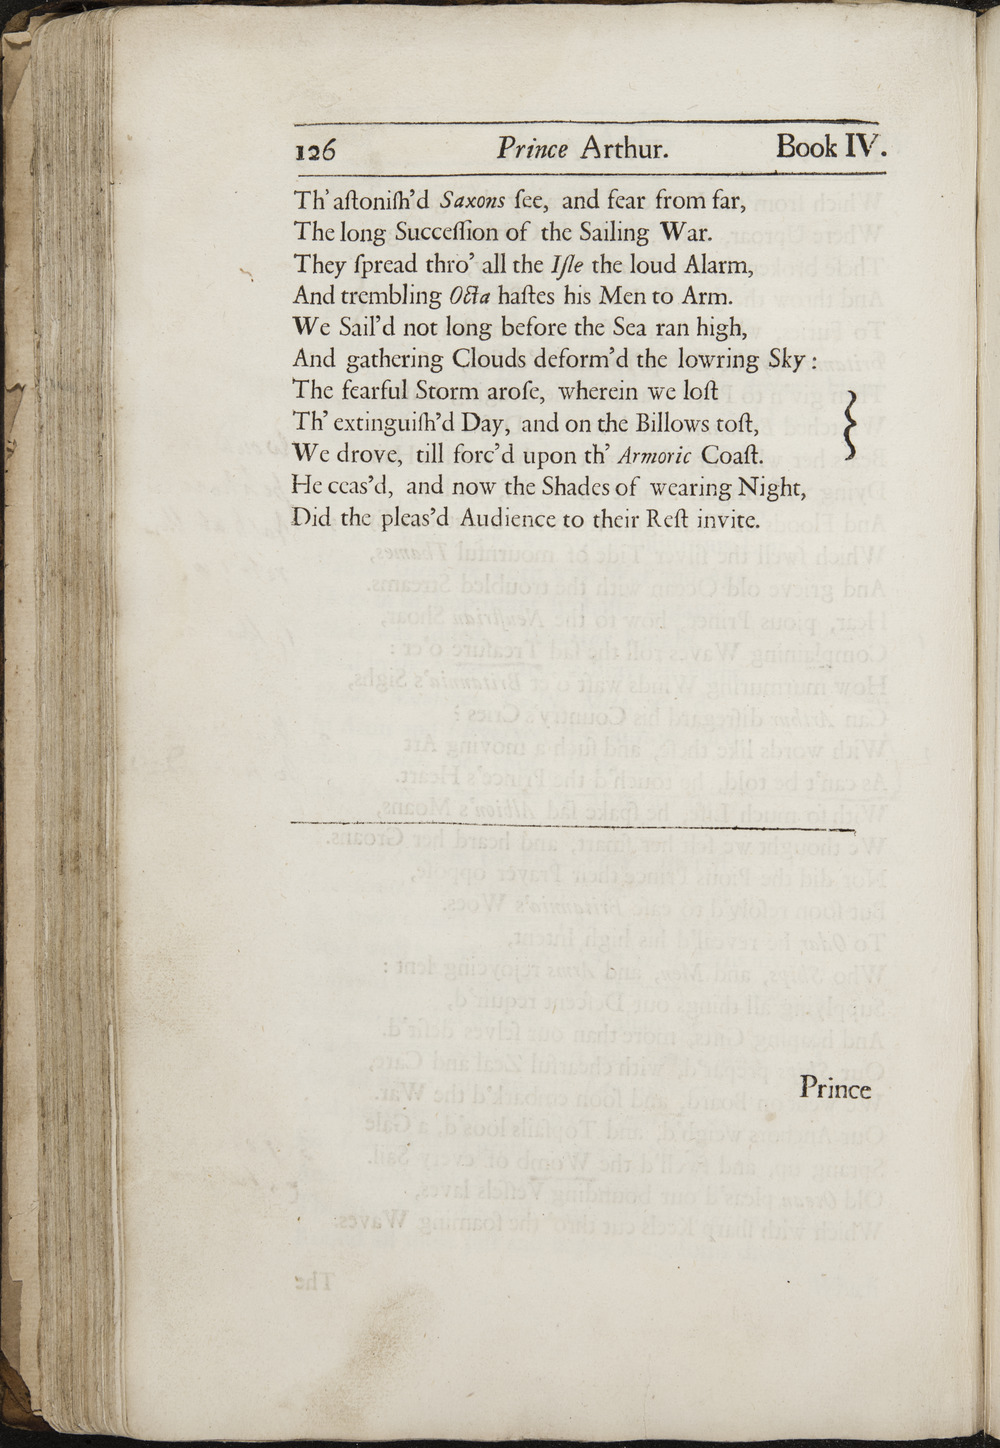 126 Prince Arthur. Book IV.
Th' aſtoniſh'd Saxons ſee, and fear from far,
The long Succeſſion of the Sailing War.
They ſpread thro' all the Iſle the loud Alarm,
And trembling Octa haſtes his Men to Arm.
We Sail'd not long before the Sea ran high,
And gathering Clouds deform'd the lowring Sky:
The fearful Storm aroſe, wherein we loſt
Th' extinguiſh'd Day, and on the Billows toſt,
We drove, till forc'd upon th' Armoric Coaſt.
He ceas'd, and now the Shades of wearing Night,
Did the pleas'd Audience to their Reſt invite.
Prince